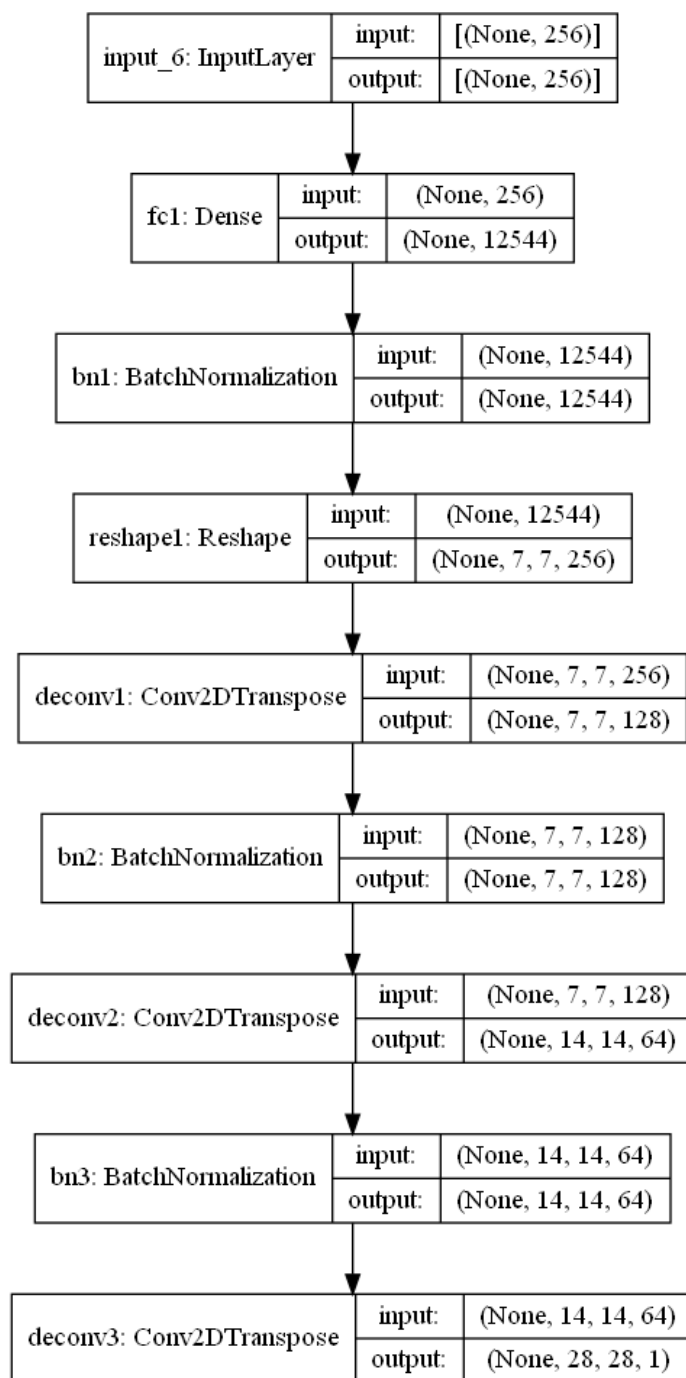 input_6: InputLayer
input: [(None, 256)]
output: [(None, 256)]
fc1: Dense
input: (None, 256)
output: (None, 12544)
bn1: BatchNormalization
input: (None, 12544)
output: (None, 12544)
reshape1: Reshape
input: (None, 12544)
output: (None, 7, 7, 256)
deconv1: Conv2DTranspose
input: (None, 7, 7, 256)
output: (None, 7, 7, 128)
bn2: BatchNormalization
input: (None, 7, 7, 128)
output: (None, 7, 7, 128)
deconv2: Conv2DTranspose
input: (None, 7, 7, 128)
output: (None, 14, 14, 64)
bn3: BatchNormalization
input: (None, 14, 14, 64)
output: (None, 14, 14, 64)
deconv3: Conv2DTranspose
input: (None, 14, 14, 64)
output: (None, 28, 28, 1)